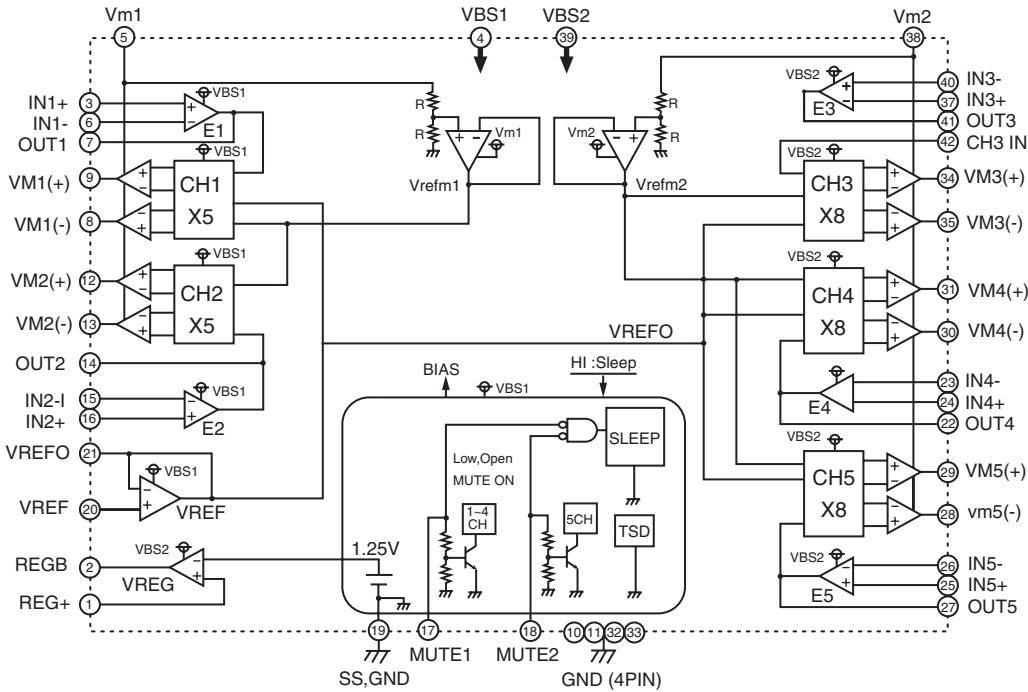 Vm1 VBS1 VBS2 Vm2
5 4 39 38
IN1+ 3 VBS1 E1
IN1- 6
OUT1 7
R
R
Vm1
Vrefm1
Vm2
Vrefm2
R
R
VBS2 E3
40 IN3-
37 IN3+
41 OUT3
42 CH3 IN
VM1(+) 9
VM1(-) 8
VBS1
CH1
X5
VBS2
CH3
X8
34 VM3(+)
35 VM3(-)
VM2(+) 12
VM2(-) 13
VBS1
CH2
X5
VBS2
CH4
X8
31 VM4(+)
30 VM4(-)
VREFO
OUT2 14
IN2-I 15
IN2+ 16
VBS1
E2
BIAS
VBS1
HI :Sleep
E4
23 IN4-
24 IN4+
22 OUT4
VREFO 21
VREF 20
VBS1
VREF
Low,Open
MUTE ON
SLEEP
1~4
CH
5CH
TSD
VBS2
CH5
X8
29 VM5(+)
28 vm5(-)
REGB 2
REG+ 1
VBS2
VREG
1.25V
VBS2
E5
26 IN5-
25 IN5+
27 OUT5
19 17 18 10 11 32 33
SS,GND
MUTE1
MUTE2
GND (4PIN)